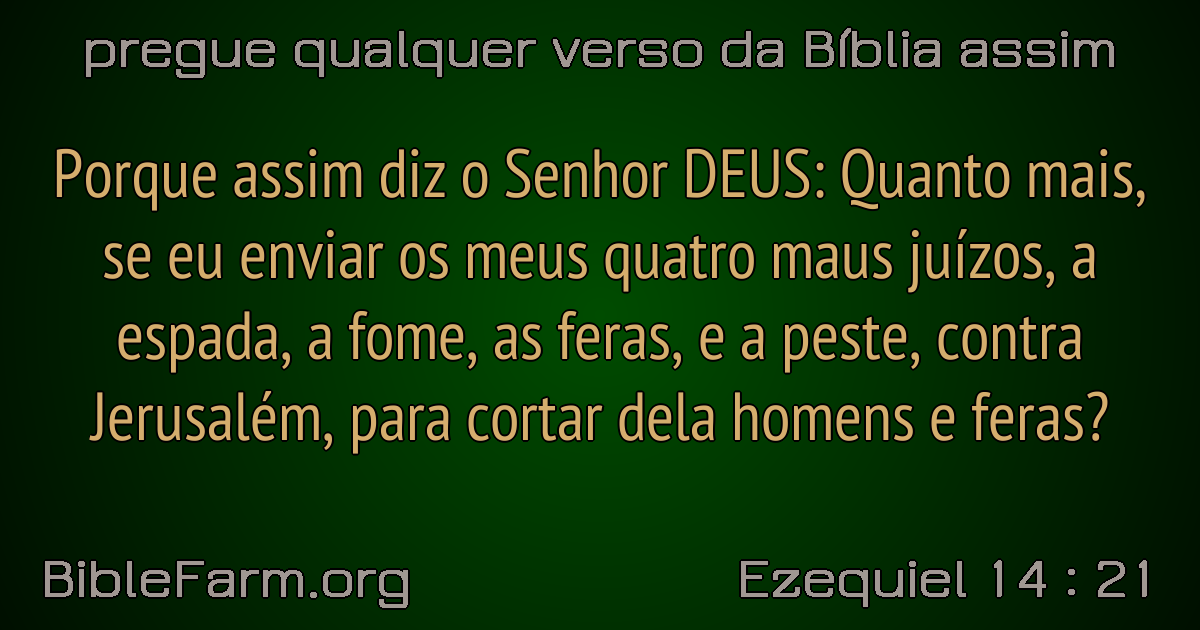 pregue qualquer verso da Bíblia assim
Porque assim diz o Senhor DEUS: Quanto mais,
se eu enviar os meus quatro maus juízos, a
espada, a fome, as feras, e a peste, contra
Jerusalém, para cortar dela homens e feras?
BibleFarm.org
Ezequiel 14 : 21